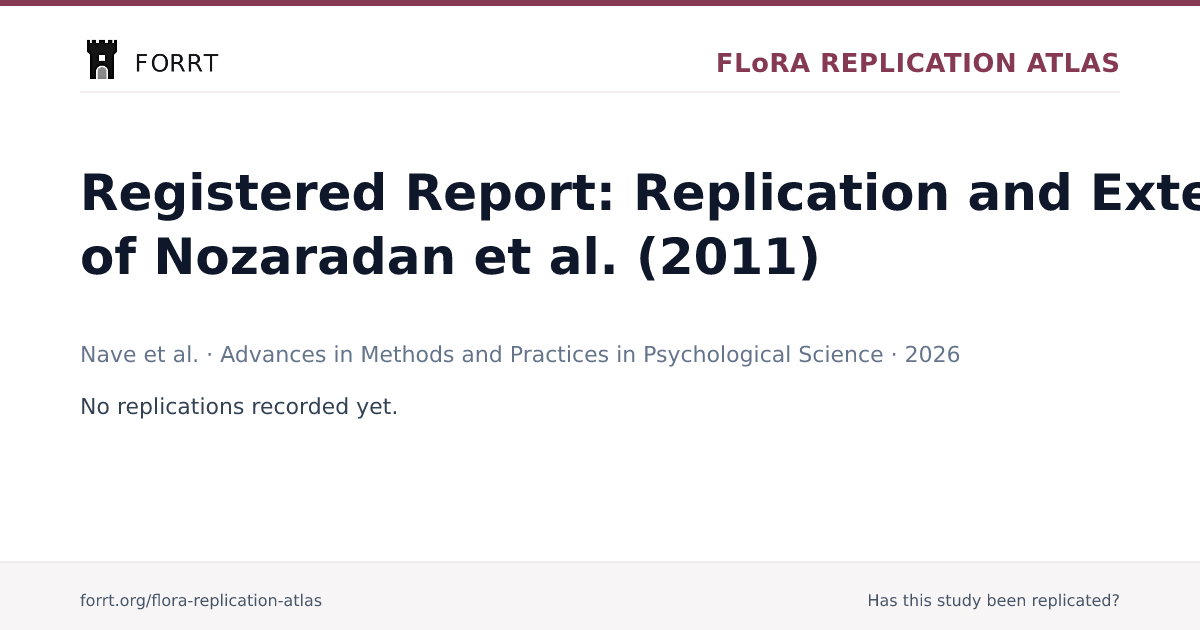 FORRT
FLoRA REPLICATION ATLAS
Registered Report: Replication and Exte
of Nozaradan et al. (2011)
Nave et al. · Advances in Methods and Practices in Psychological Science · 2026
No replications recorded yet.
forrt.org/flora-replication-atlas
Has this study been replicated?